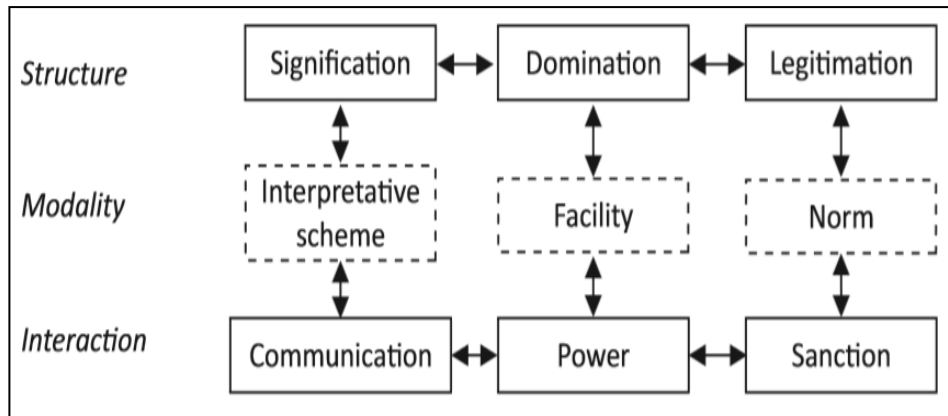 Structure
Signification
Domination
Legitimation
Modality
Interpretative
scheme
Facility
Norm
Interaction
Communication
Power
Sanction